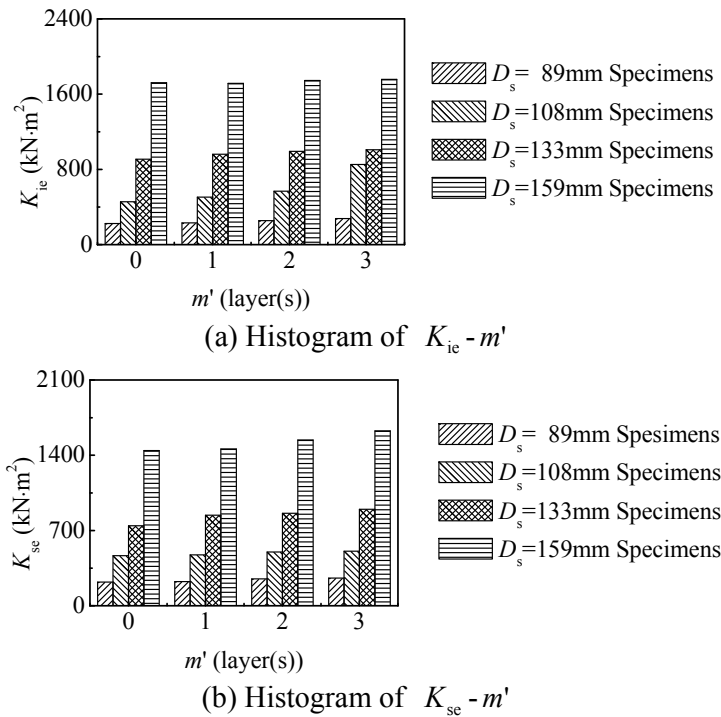 2400
1600
800
0
K_ie (kN·m²)
0 1 2 3
m' (layer(s))
D_s= 89mm Specimens
D_s=108mm Specimens
D_s=133mm Specimens
D_s=159mm Specimens
(a) Histogram of K_ie - m'
2100
1400
700
0
K_se (kN·m²)
0 1 2 3
m' (layer(s))
D_s= 89mm Spesimens
D_s=108mm Specimens
D_s=133mm Specimens
D_s=159mm Specimens
(b) Histogram of K_se - m'